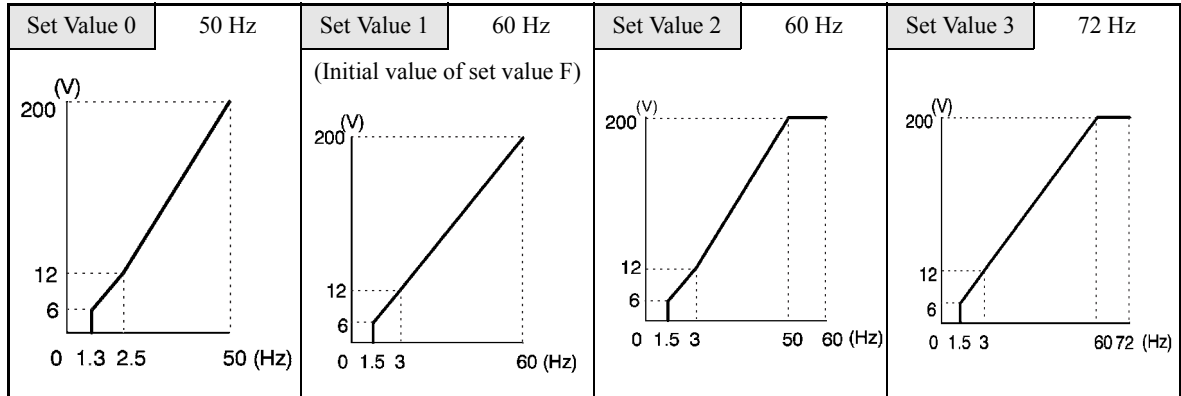 Set Value 0 50 Hz
(V)
200
12
6
0 1.3 2.5 50 (Hz)
Set Value 1 60 Hz
(Initial value of set value F)
(V)
200
12
6
0 1.5 3 60 (Hz)
Set Value 2 60 Hz
(V)
200
12
6
0 1.5 3 50 60 (Hz)
Set Value 3 72 Hz
(V)
200
12
6
0 1.5 3 60 72 (Hz)